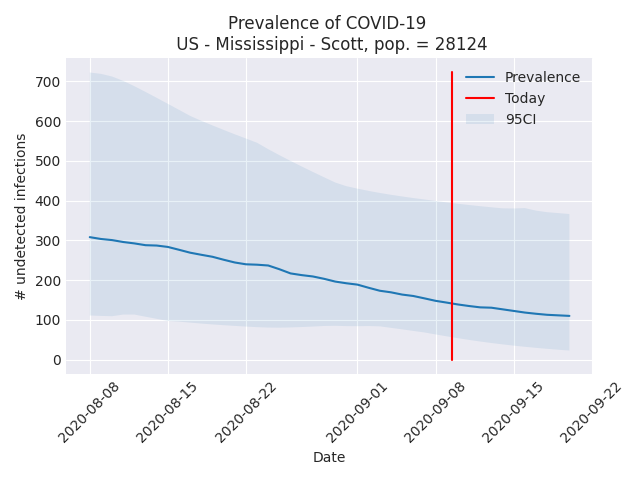 Prevalence of COVID-19
US - Mississippi - Scott, pop. = 28124
Prevalence
Today
95CI
# undetected infections
700
600
500
400
300
200
100
0
2020-08-08
2020-08-15
2020-08-22
2020-09-01
2020-09-08
2020-09-15
2020-09-22
Date